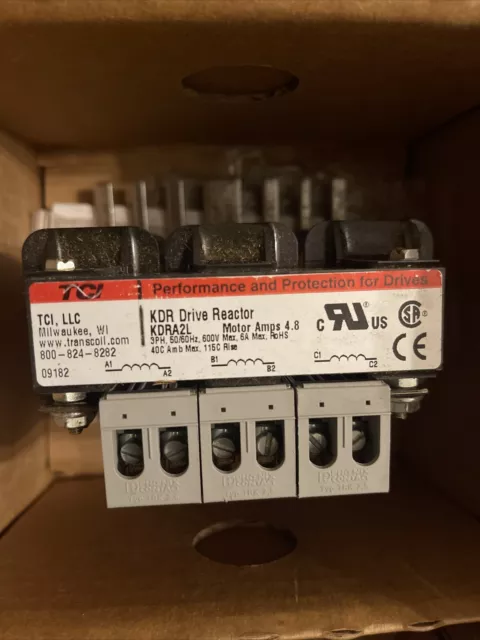 TCI Performance and Protection for Drives
TCI, LLC
Milwaukee, WI
www.transcoil.com
800-824-8282
09182
KDR Drive Reactor
KDRA2L Motor Amps 4.8
3PH, 50/60Hz, 600V Max, 6A Max, RoHS
40C Amb Max, 115C Rise
C RU US
CE
A1 A2
B1 B2
C1 C2